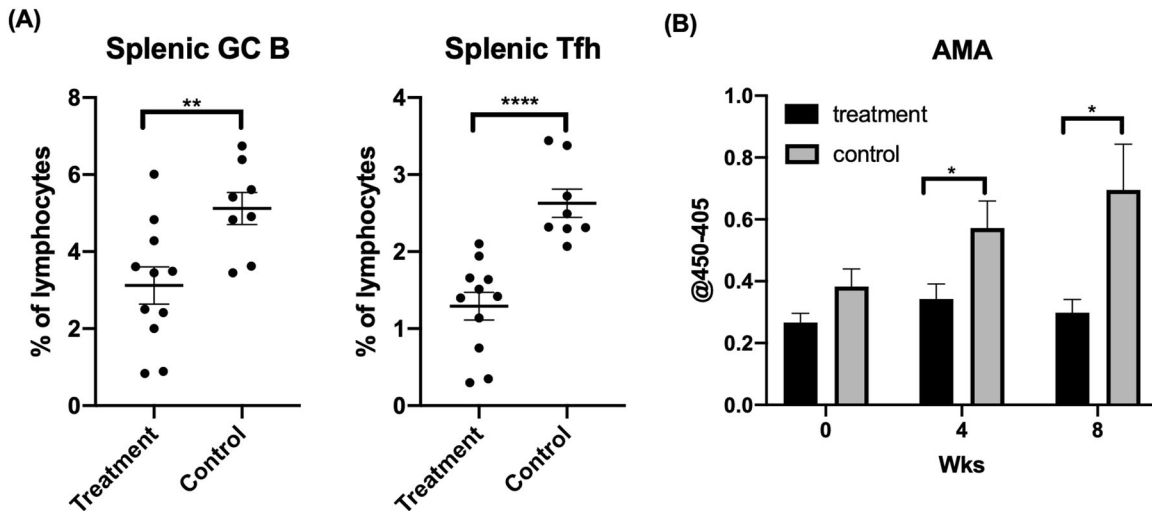 (A)
Splenic GC B
**
% of lymphocytes
8
6
4
2
0
Treatment
Control
Splenic Tfh
****
% of lymphocytes
4
3
2
1
0
Treatment
Control
(B)
AMA
@450-405
1.0
0.8
0.6
0.4
0.2
0.0
treatment
control
*
*
0 4 8
Wks